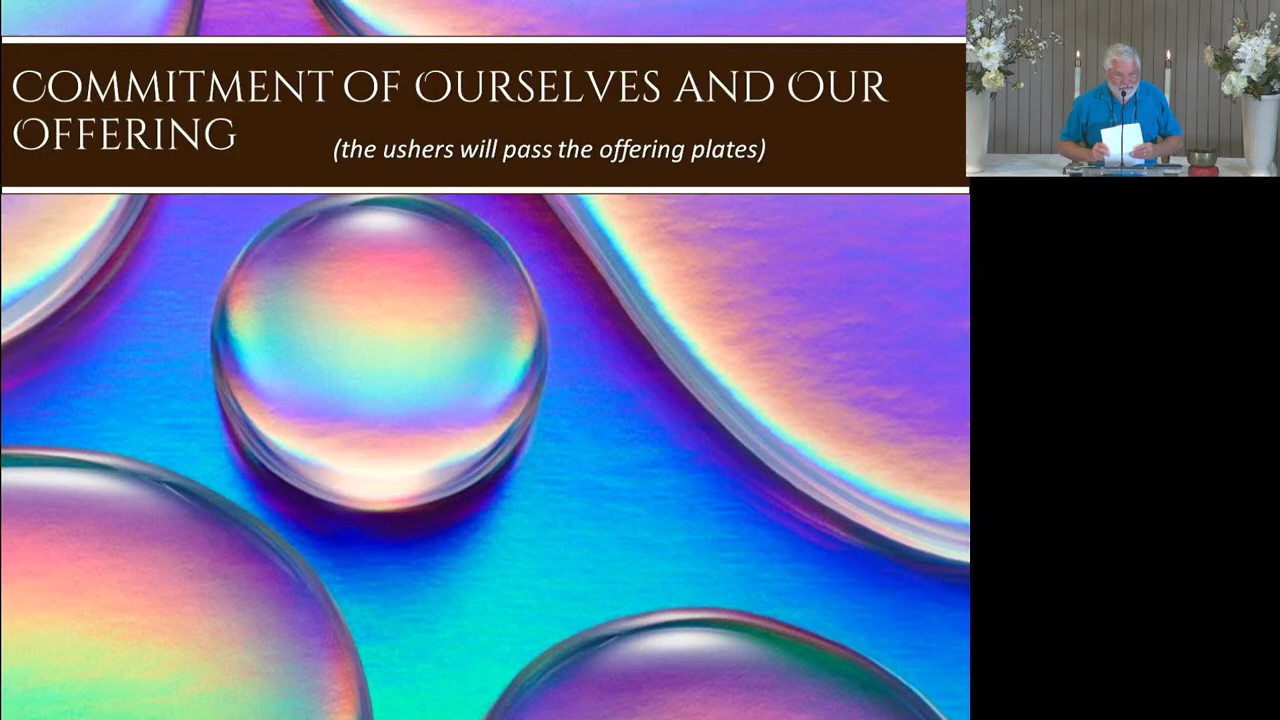 Commitment of Ourselves and Our
Offering
(the ushers will pass the offering plates)